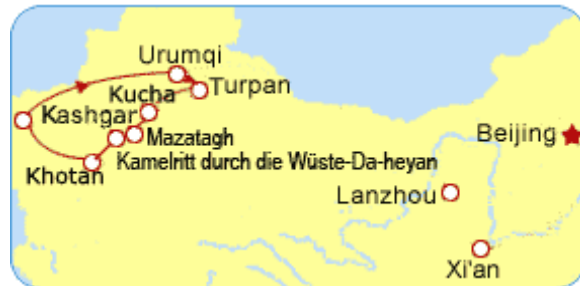 Urumqi
Turpan
Kucha
Kashgar
Mazatagh
Beijing
Kamelritt durch die Wüste-Da-heyan
Khotan
Lanzhou
Xi'an